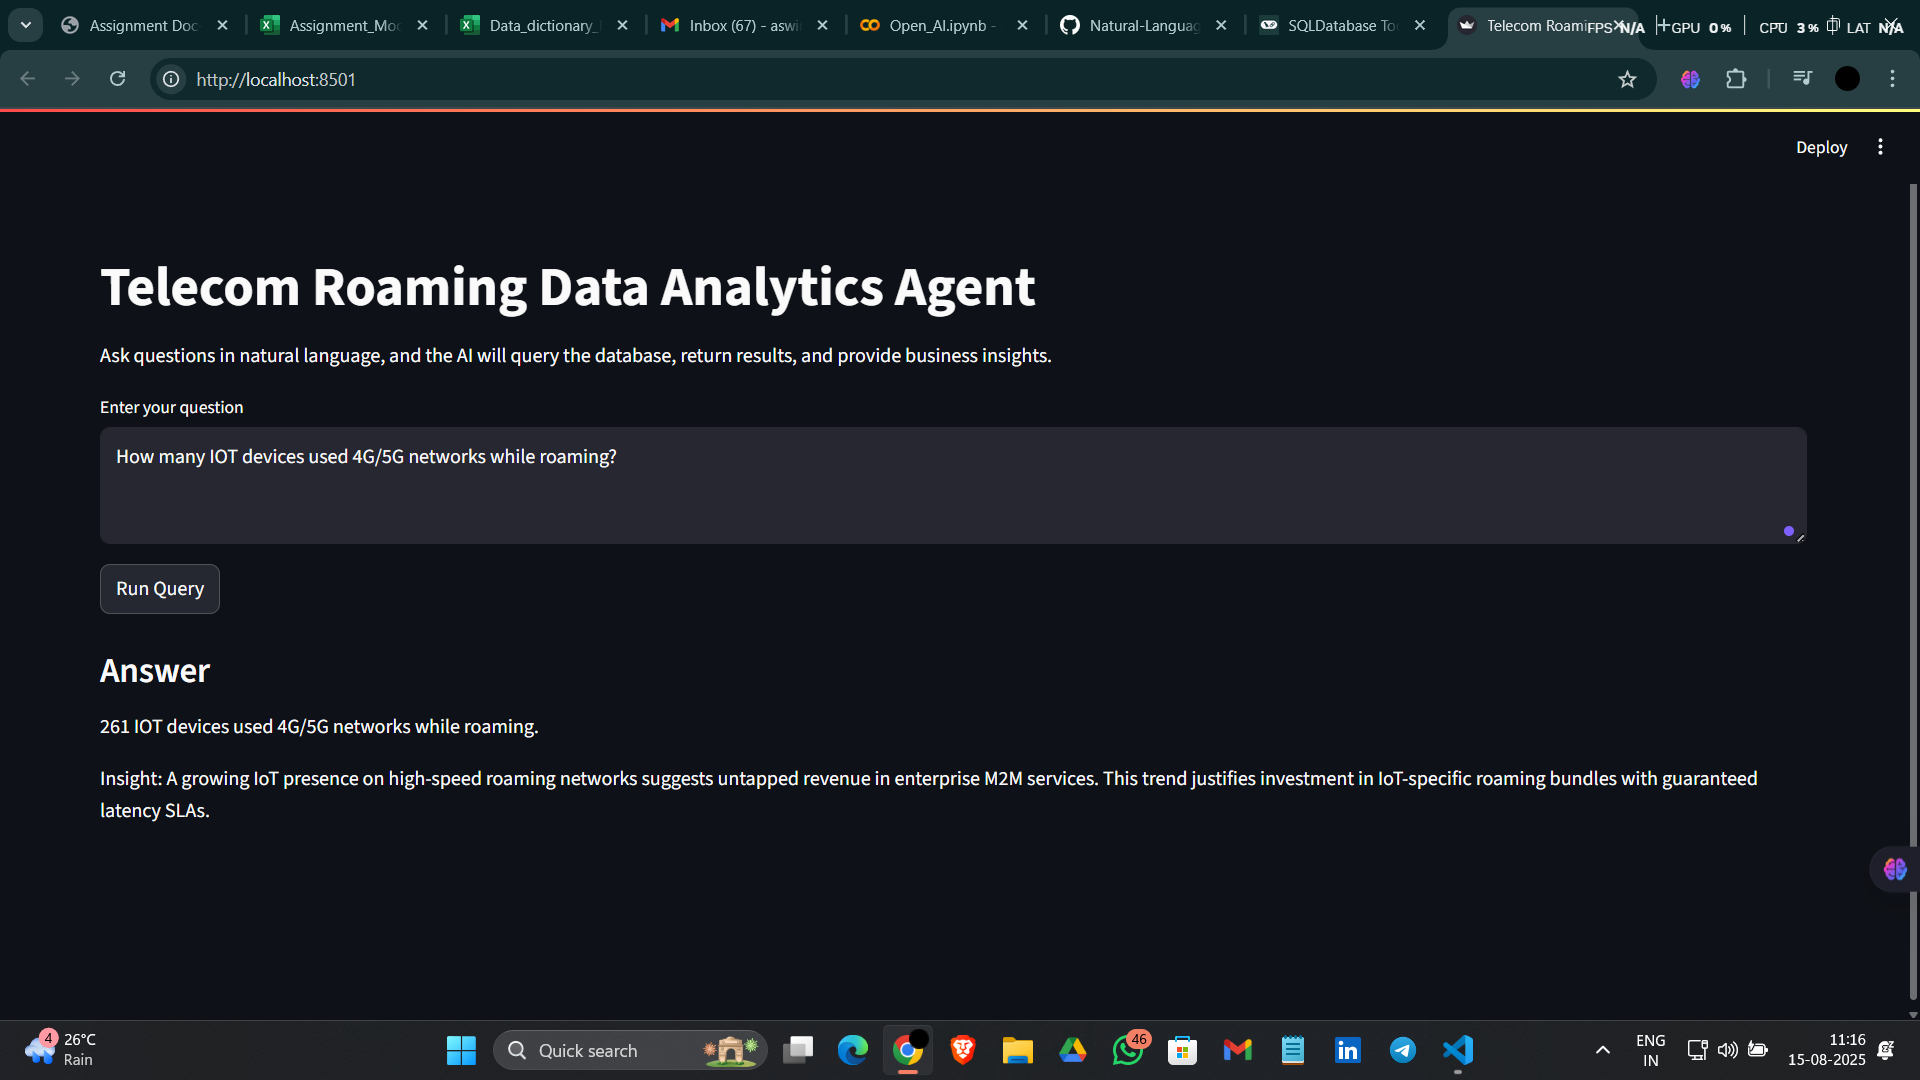 Assignment Doc
Assignment_Moc
Data_dictionary_
Inbox (67) - aswi
Open_AI.ipynb -
Natural-Languag
SQLDatabase To
Telecom Roami
FPS N/A
GPU 0%
CPU 3%
LAT N/A
http://localhost:8501
Deploy
Telecom Roaming Data Analytics Agent
Ask questions in natural language, and the AI will query the database, return results, and provide business insights.
Enter your question
How many IOT devices used 4G/5G networks while roaming?
Run Query
Answer
261 IOT devices used 4G/5G networks while roaming.
Insight: A growing IoT presence on high-speed roaming networks suggests untapped revenue in enterprise M2M services. This trend justifies investment in IoT-specific roaming bundles with guaranteed
latency SLAs.
4
26°C
Rain
Quick search
46
ENG
IN
11:16
15-08-2025